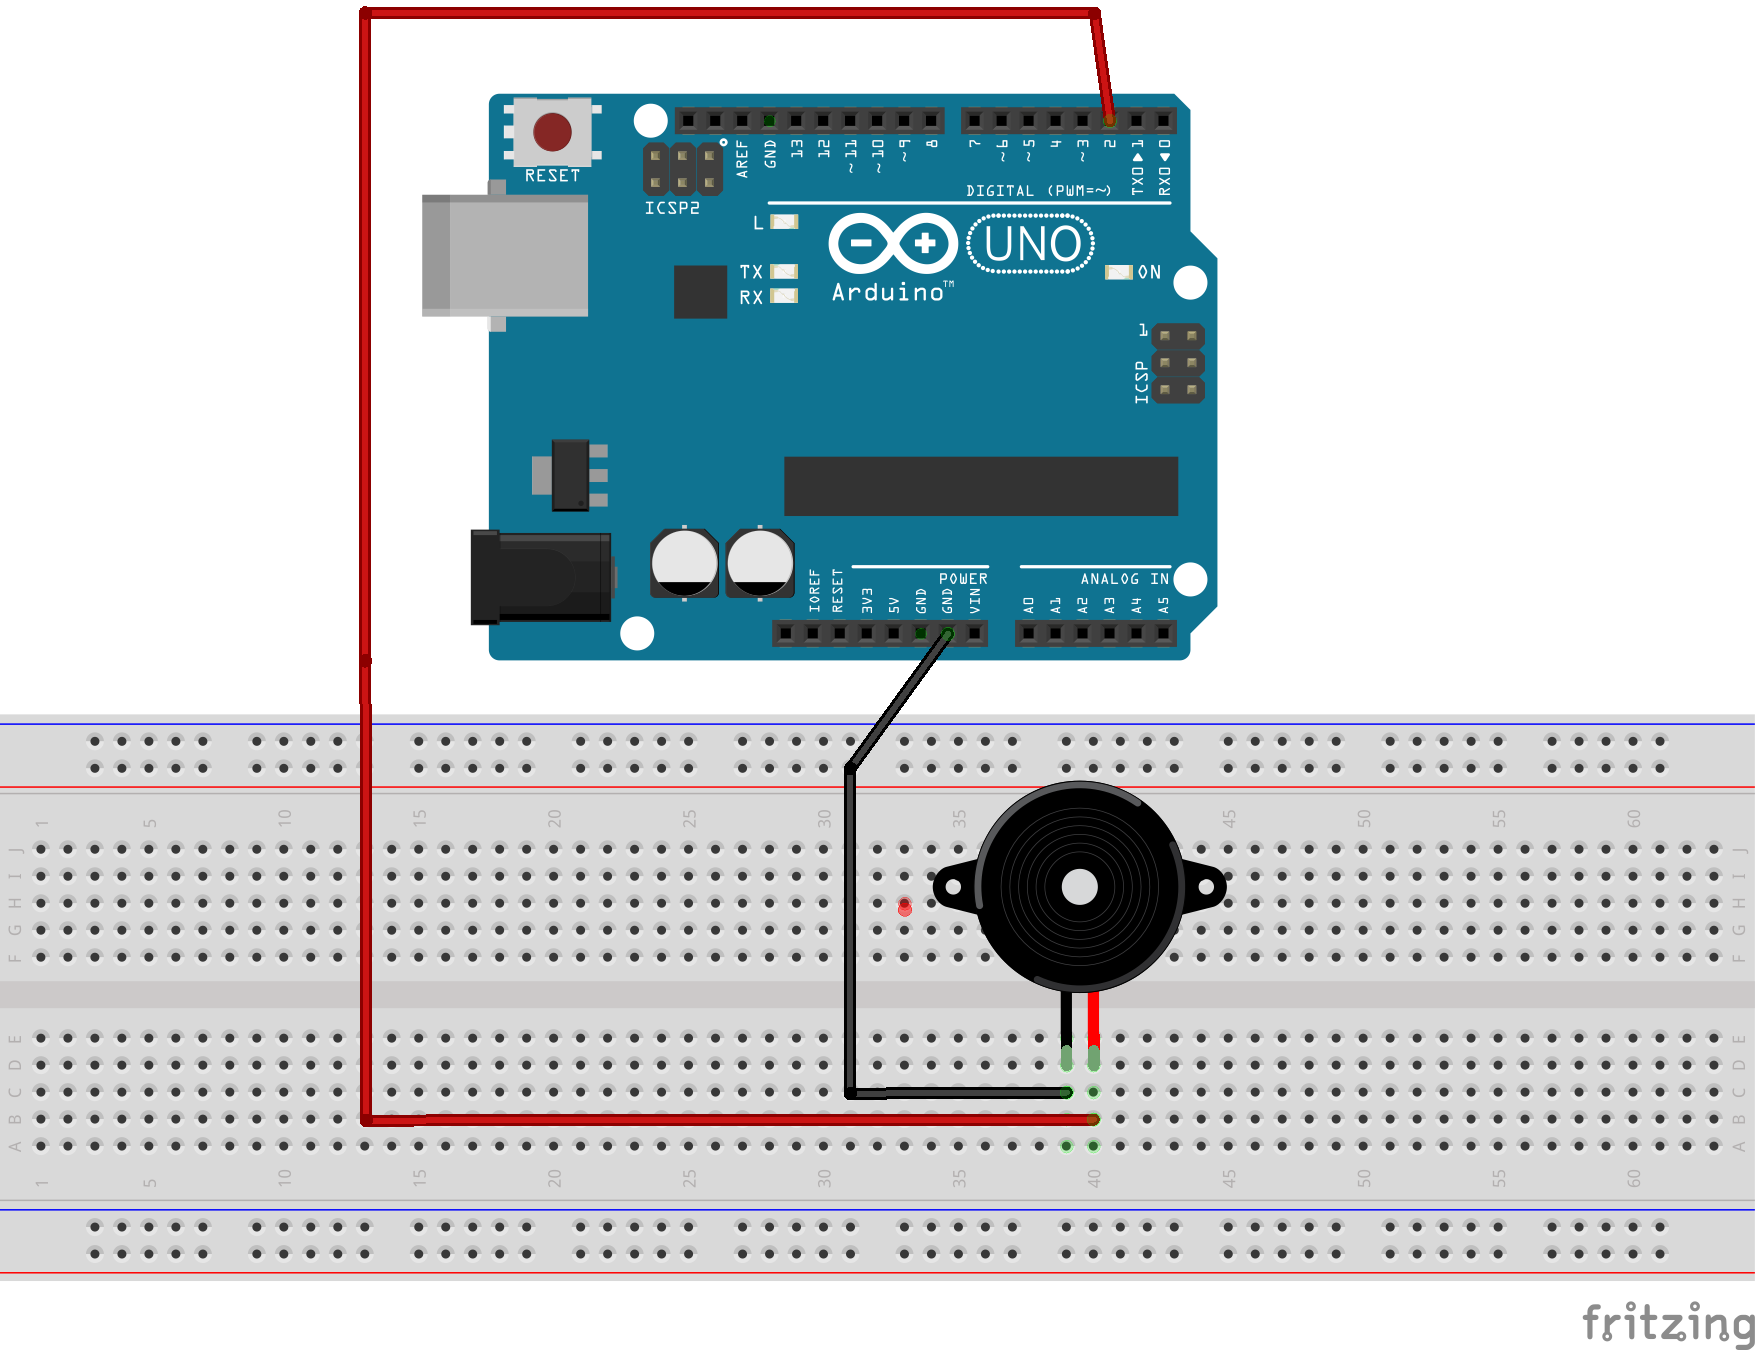 RESET
ICSP2
AREF
GND
13
12
~11
~10
~9
8
7
~6
~5
4
~3
2
TX0▶1
RX0◀0
DIGITAL (PWM=~)
L
TX
RX
UNO
Arduino™
ON
1
ICSP
IOREF
RESET
3V3
5V
GND
GND
VIN
POWER
ANALOG IN
A0
A1
A2
A3
A4
A5
1 5 10 15 20 25 30 35 45 50 55 60
J J
I I
H H
G G
F F
E E
D D
C C
B B
A A
1 5 10 15 20 25 30 35 40 45 50 55 60
fritzing